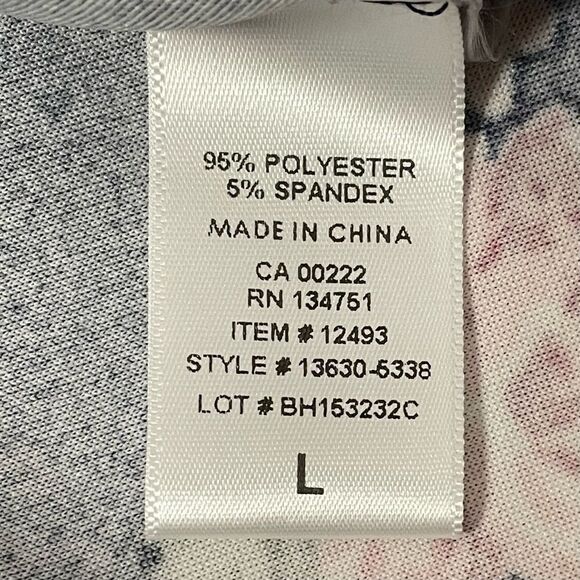 95% POLYESTER
5% SPANDEX
MADE IN CHINA
CA 00222
RN 134751
ITEM # 12493
STYLE # 13630-5338
LOT # BH153232C
L